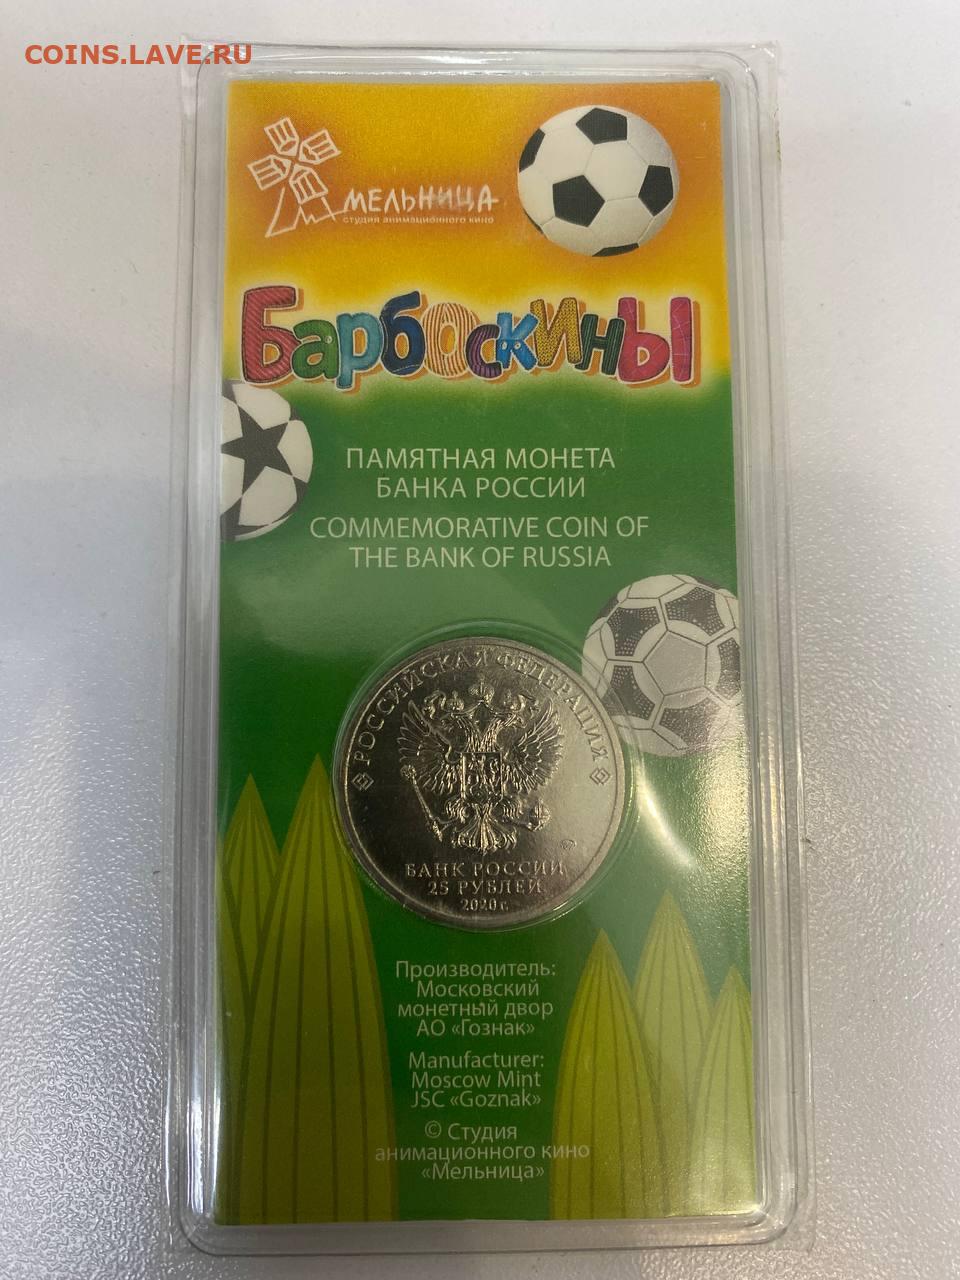 COINS.LAVE.RU
МЕЛЬНИЦА
студия анимационного кино
Барбоскины
ПАМЯТНАЯ МОНЕТА
БАНКА РОССИИ
COMMEMORATIVE COIN OF
THE BANK OF RUSSIA
РОССИЙСКАЯ ФЕДЕРАЦИЯ
БАНК РОССИИ
25 РУБЛЕЙ
2020 г.
Производитель:
Московский
монетный двор
АО «Гознак»
Manufacturer:
Moscow Mint
JSC «Goznak»
© Студия
анимационного кино
«Мельница»